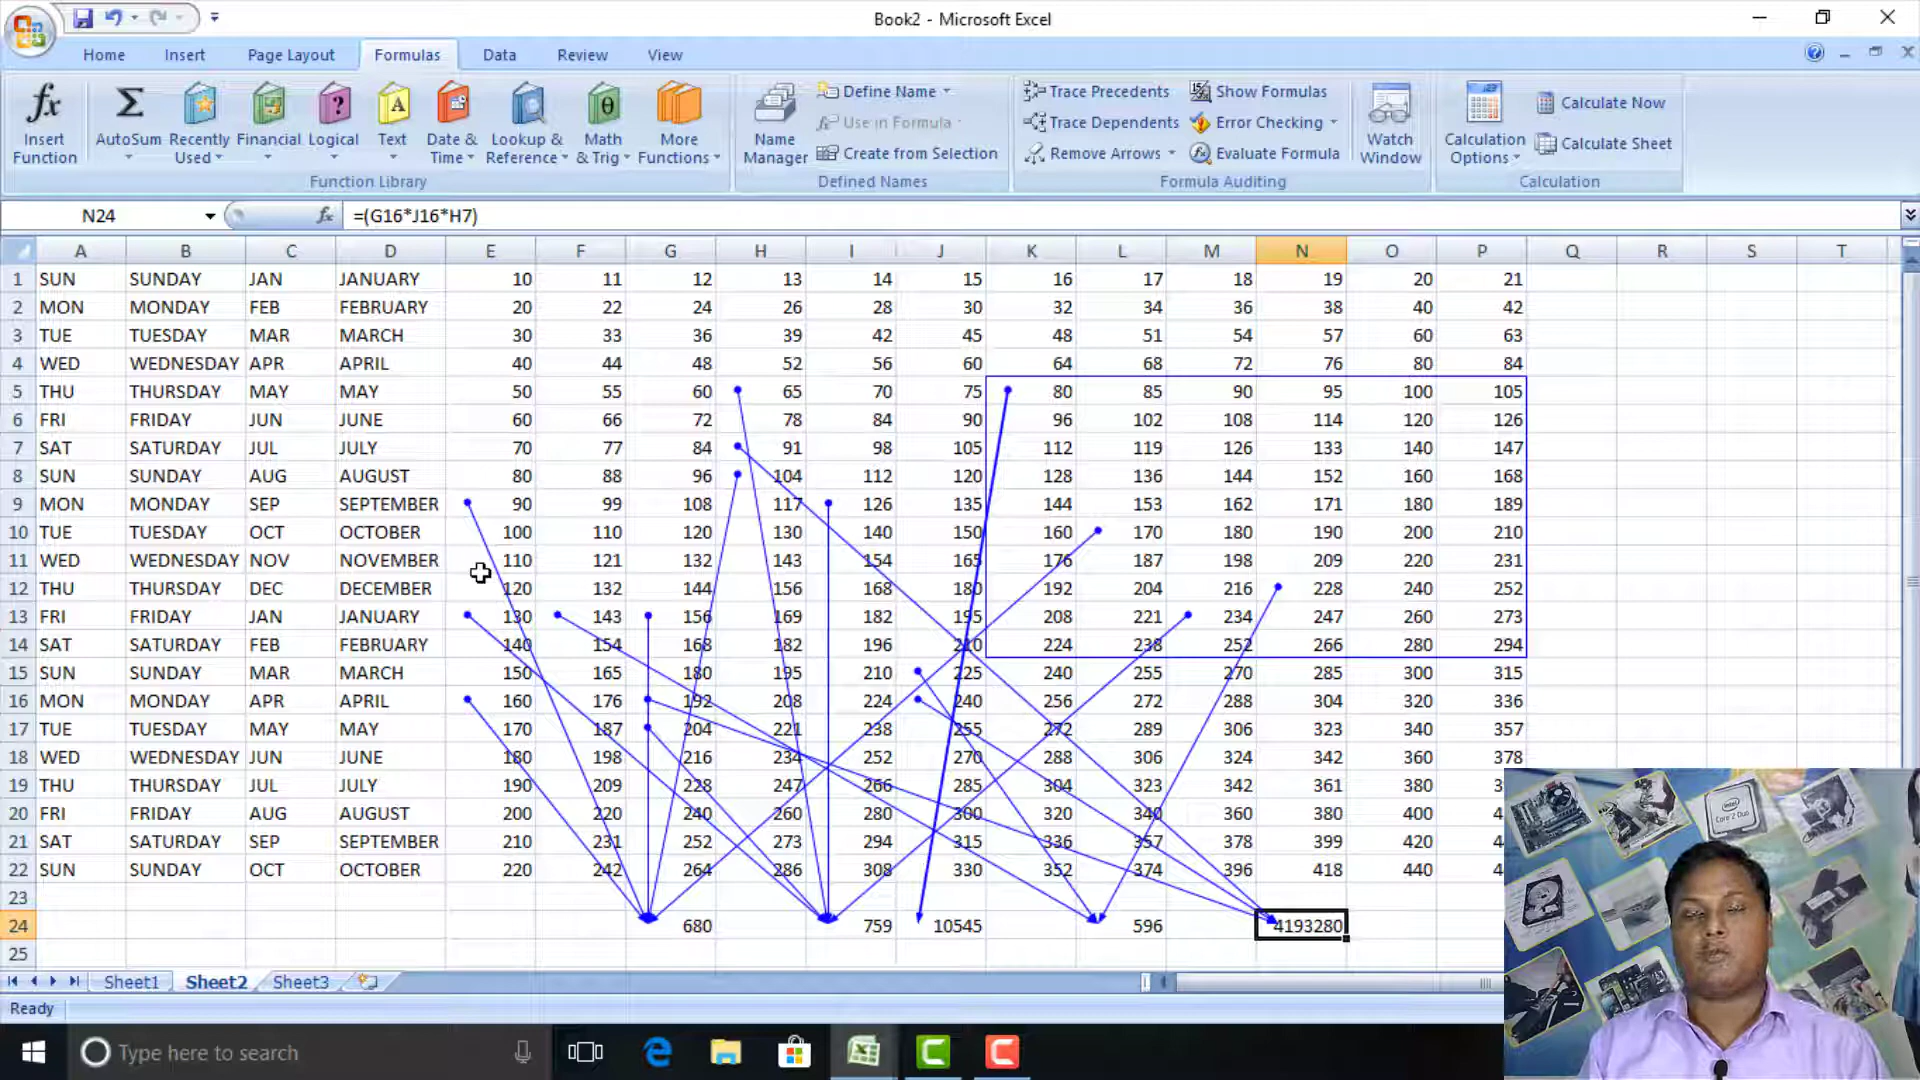 Book2 - Microsoft Excel
Home Insert Page Layout Formulas Data Review View
fx Σ ? A θ
Insert Function AutoSum Recently Used Financial Logical Text Date & Time Lookup & Reference Math & Trig More Functions
Name Manager Define Name Use in Formula Create from Selection
Trace Precedents Trace Dependents Remove Arrows Show Formulas Error Checking Evaluate Formula Watch Window
Calculation Options Calculate Now Calculate Sheet
Function Library Defined Names Formula Auditing Calculation
N24 fx =(G16*J16*H7)
A B C D E F G H I J K L M N O P Q R S T
1 SUN SUNDAY JAN JANUARY 10 11 12 13 14 15 16 17 18 19 20 21
2 MON MONDAY FEB FEBRUARY 20 22 24 26 28 30 32 34 36 38 40 42
3 TUE TUESDAY MAR MARCH 30 33 36 39 42 45 48 51 54 57 60 63
4 WED WEDNESDAY APR APRIL 40 44 48 52 56 60 64 68 72 76 80 84
5 THU THURSDAY MAY MAY 50 55 60 65 70 75 80 85 90 95 100 105
6 FRI FRIDAY JUN JUNE 60 66 72 78 84 90 96 102 108 114 120 126
7 SAT SATURDAY JUL JULY 70 77 84 91 98 105 112 119 126 133 140 147
8 SUN SUNDAY AUG AUGUST 80 88 96 104 112 120 128 136 144 152 160 168
9 MON MONDAY SEP SEPTEMBER 90 99 108 117 126 135 144 153 162 171 180 189
10 TUE TUESDAY OCT OCTOBER 100 110 120 130 140 150 160 170 180 190 200 210
11 WED WEDNESDAY NOV NOVEMBER 110 121 132 143 154 165 176 187 198 209 220 231
12 THU THURSDAY DEC DECEMBER 120 132 144 156 168 180 192 204 216 228 240 252
13 FRI FRIDAY JAN JANUARY 130 143 156 169 182 195 208 221 234 247 260 273
14 SAT SATURDAY FEB FEBRUARY 140 154 168 182 196 210 224 238 252 266 280 294
15 SUN SUNDAY MAR MARCH 150 165 180 195 210 225 240 255 270 285 300 315
16 MON MONDAY APR APRIL 160 176 192 208 224 240 256 272 288 304 320 336
17 TUE TUESDAY MAY MAY 170 187 204 221 238 255 272 289 306 323 340 357
18 WED WEDNESDAY JUN JUNE 180 198 216 234 252 270 288 306 324 342 360 378
19 THU THURSDAY JUL JULY 190 209 228 247 266 285 304 323 342 361 380
20 FRI FRIDAY AUG AUGUST 200 220 240 260 280 300 320 340 360 380 400
21 SAT SATURDAY SEP SEPTEMBER 210 231 252 273 294 315 336 357 378 399 420
22 SUN SUNDAY OCT OCTOBER 220 242 264 286 308 330 352 374 396 418 440
23
24 680 759 10545 596 4193280
25
Sheet1 Sheet2 Sheet3
Ready
Type here to search
intel
Core 2 Duo